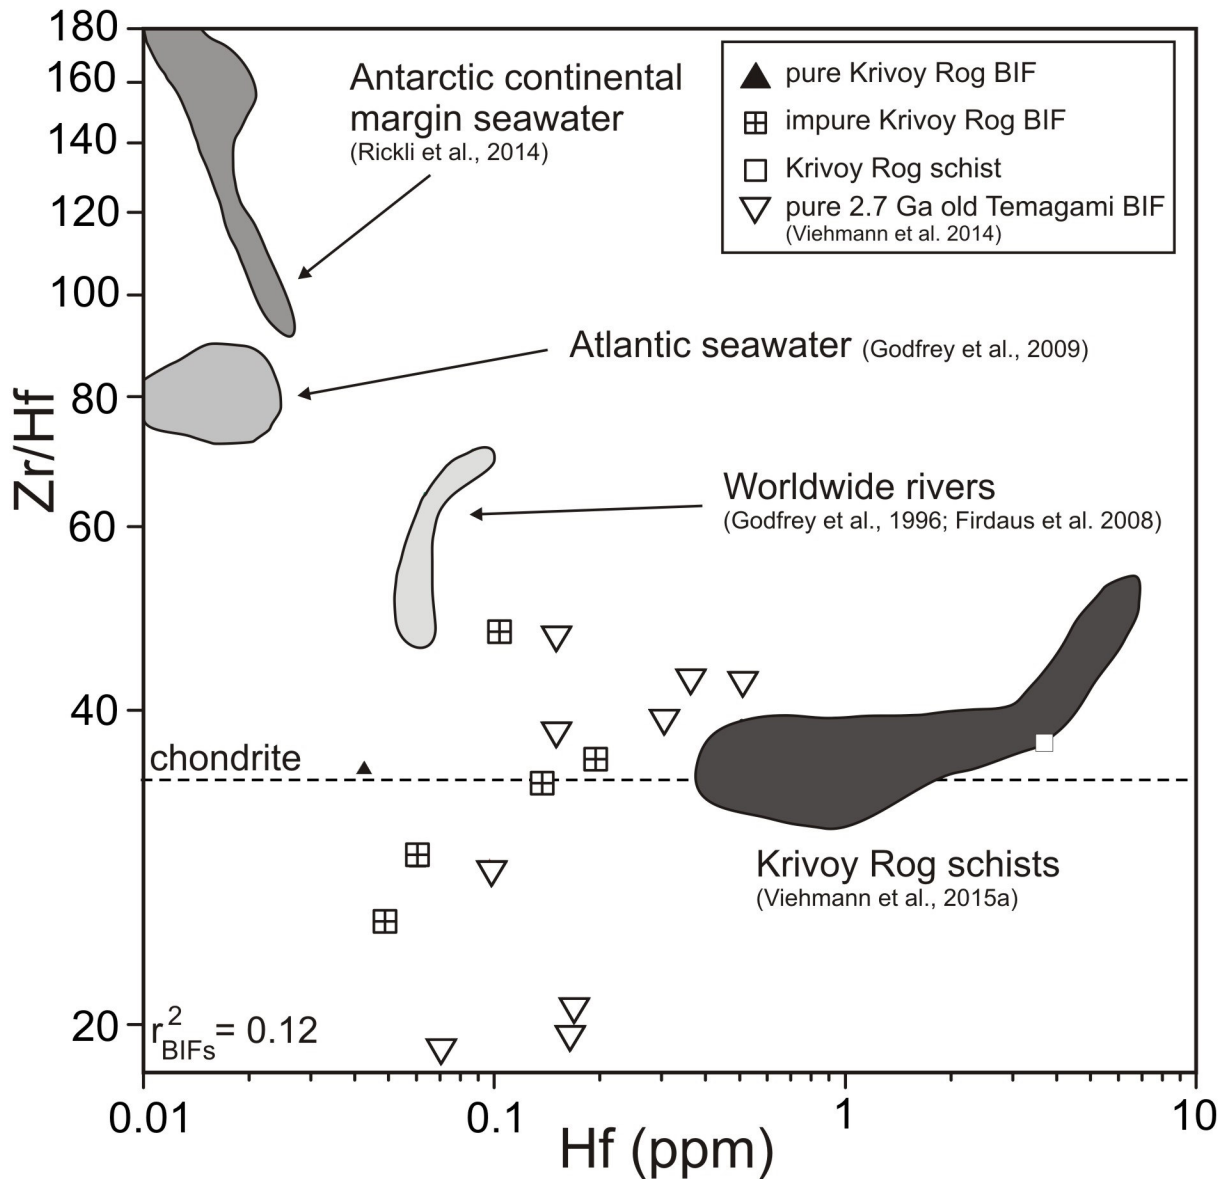 180
160
140
120
100
80
60
40
20
Zr/Hf
Antarctic continental
margin seawater
(Rickli et al., 2014)
pure Krivoy Rog BIF
impure Krivoy Rog BIF
Krivoy Rog schist
pure 2.7 Ga old Temagami BIF
(Viehmann et al. 2014)
Atlantic seawater (Godfrey et al., 2009)
Worldwide rivers
(Godfrey et al., 1996; Firdaus et al. 2008)
chondrite
Krivoy Rog schists
(Viehmann et al., 2015a)
r²BIFs = 0.12
0.01 0.1 1 10
Hf (ppm)